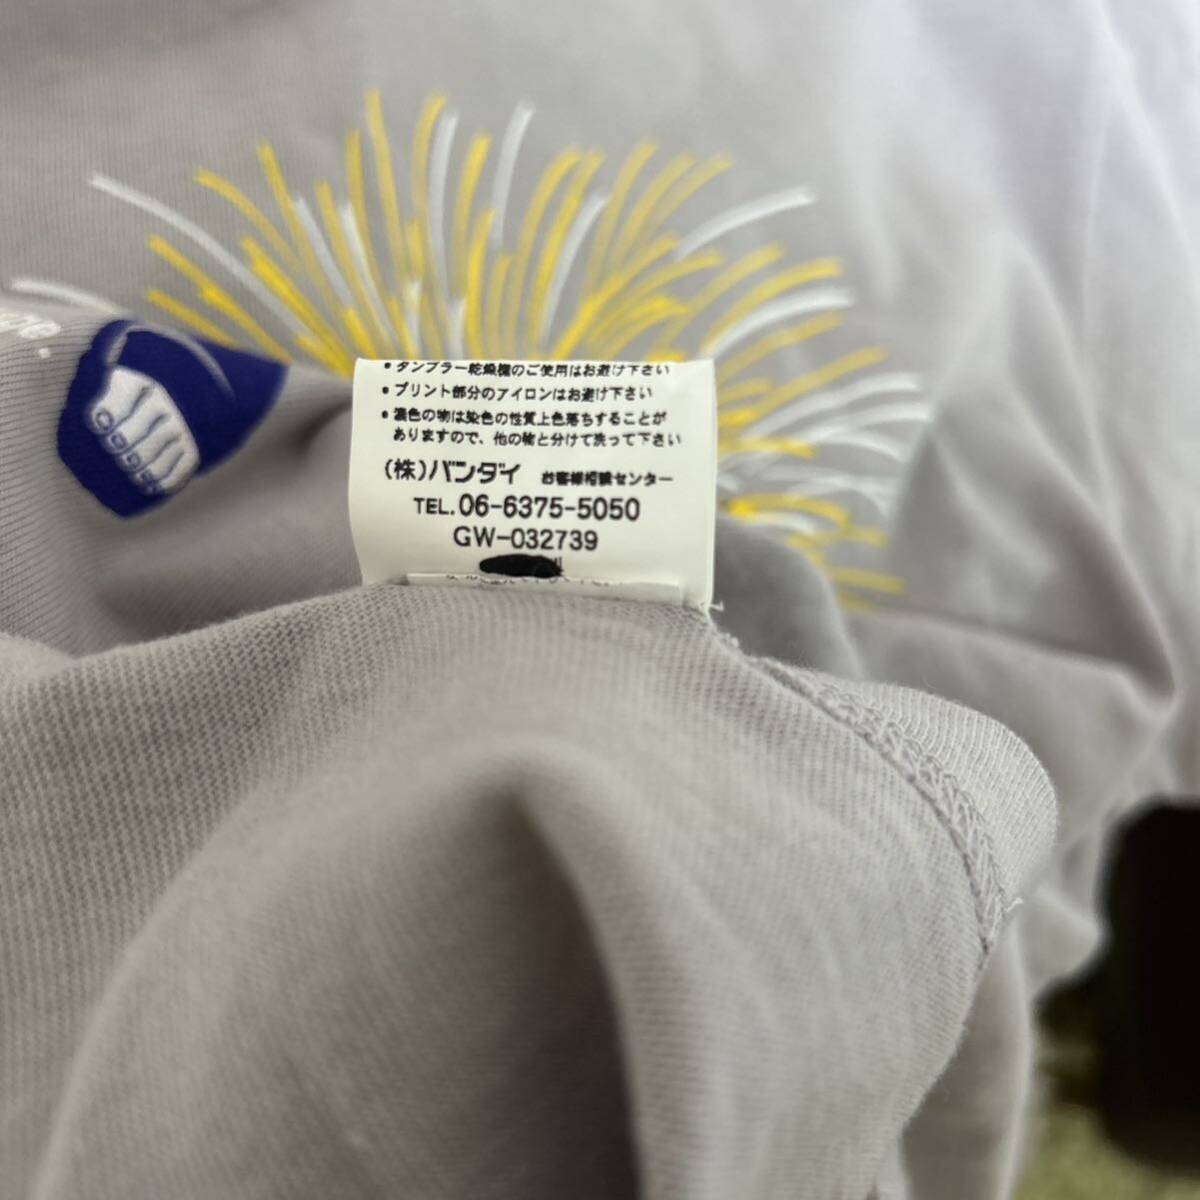 ・タンブラー乾燥機のご使用はお避け下さい
・プリント部分のアイロンはお避け下さい
・濃色の物は染色の性質上色落ちすることが
ありますので、他の物と分けて洗って下さい
(株)バンダイ お客様相談センター
TEL.06-6375-5050
GW-032739